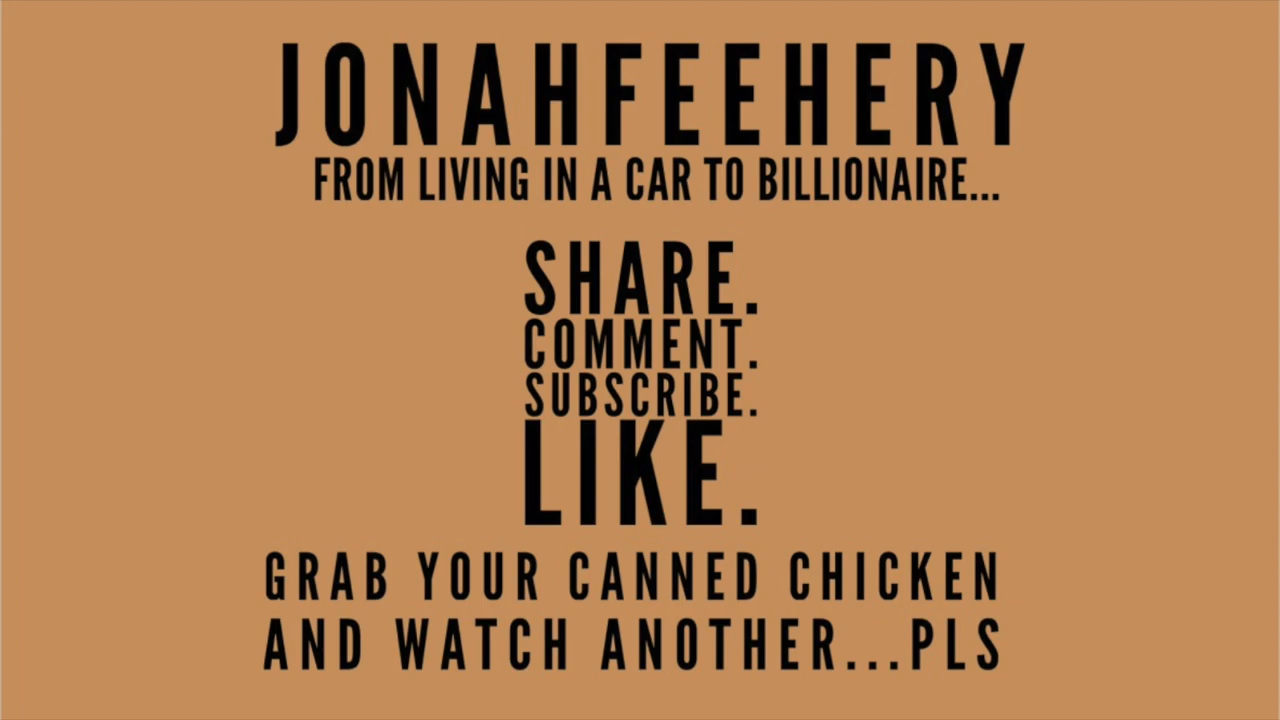 JONAHFEEHERY
FROM LIVING IN A CAR TO BILLIONAIRE...
SHARE.
COMMENT.
SUBSCRIBE.
LIKE.
GRAB YOUR CANNED CHICKEN
AND WATCH ANOTHER...PLS